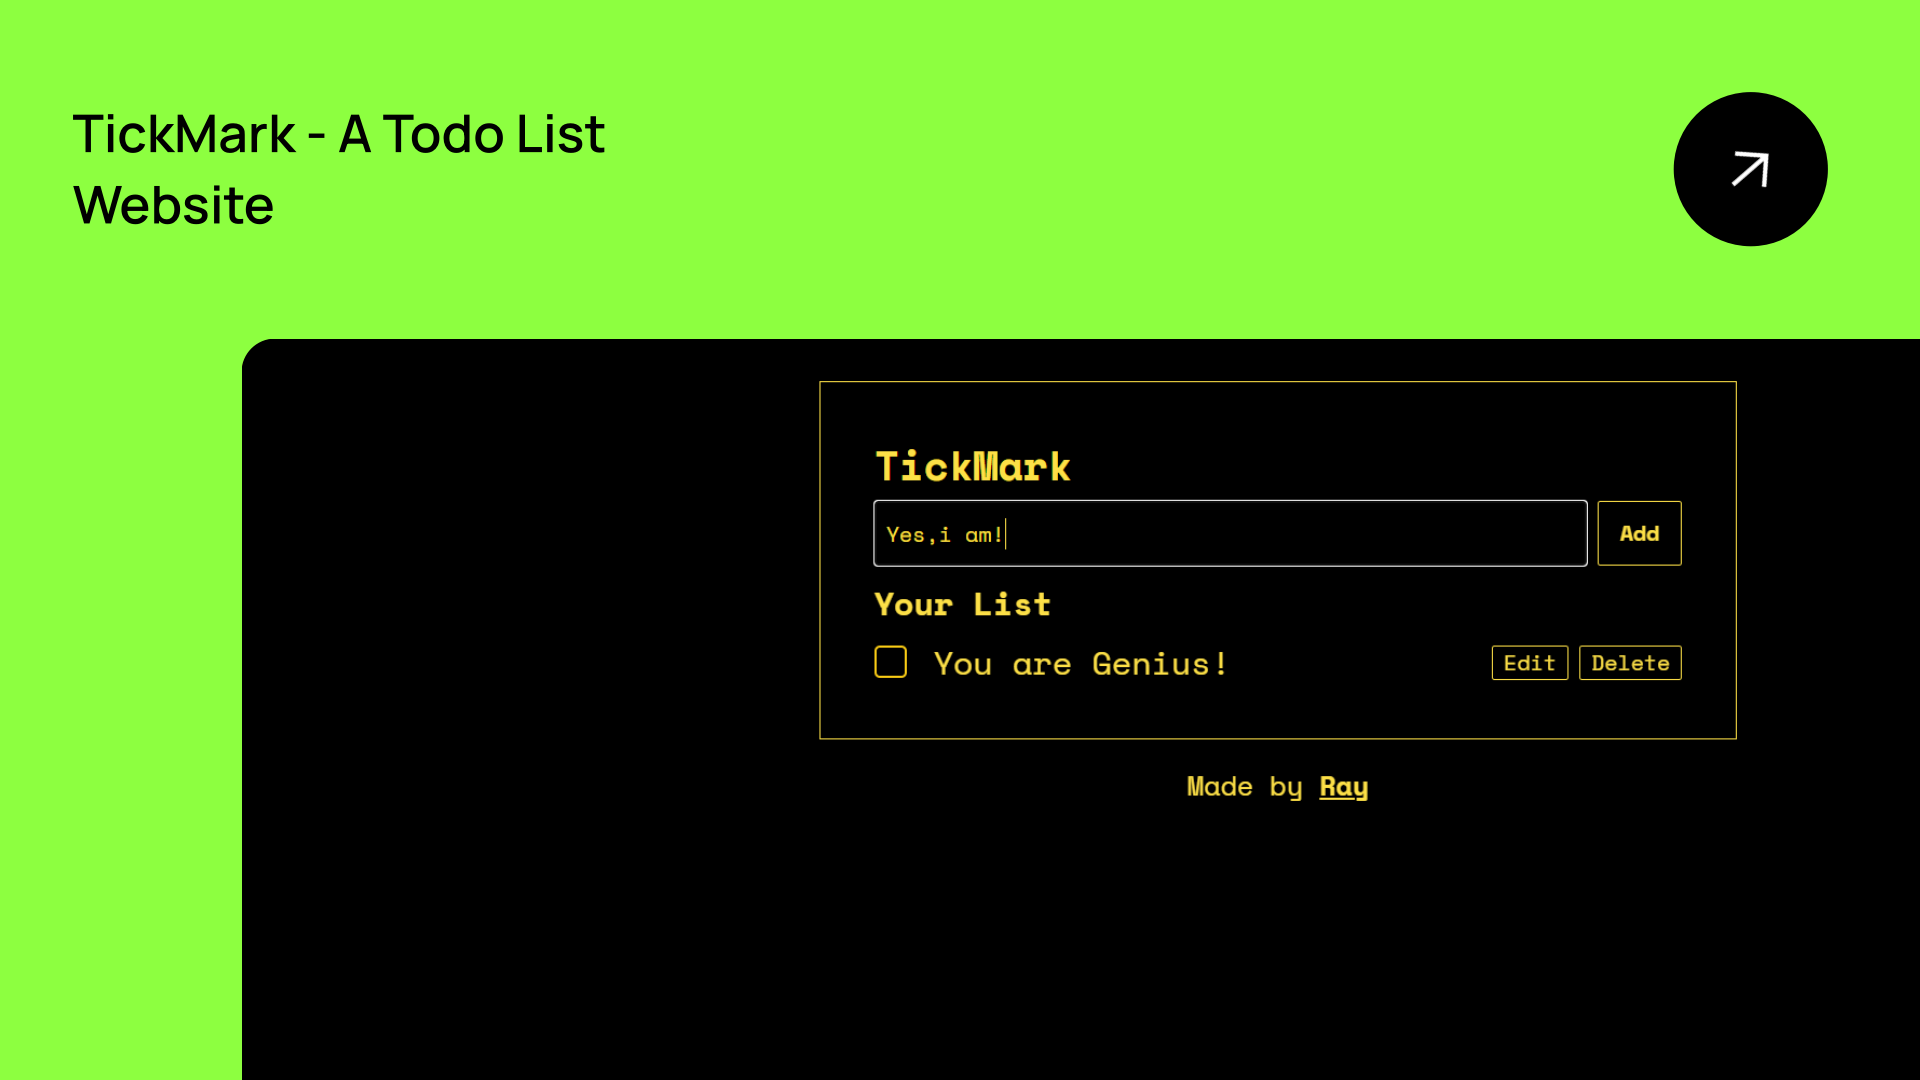 TickMark - A Todo List
Website
TickMark
Yes,i am!
Add
Your List
You are Genius!
Edit
Delete
Made by Ray